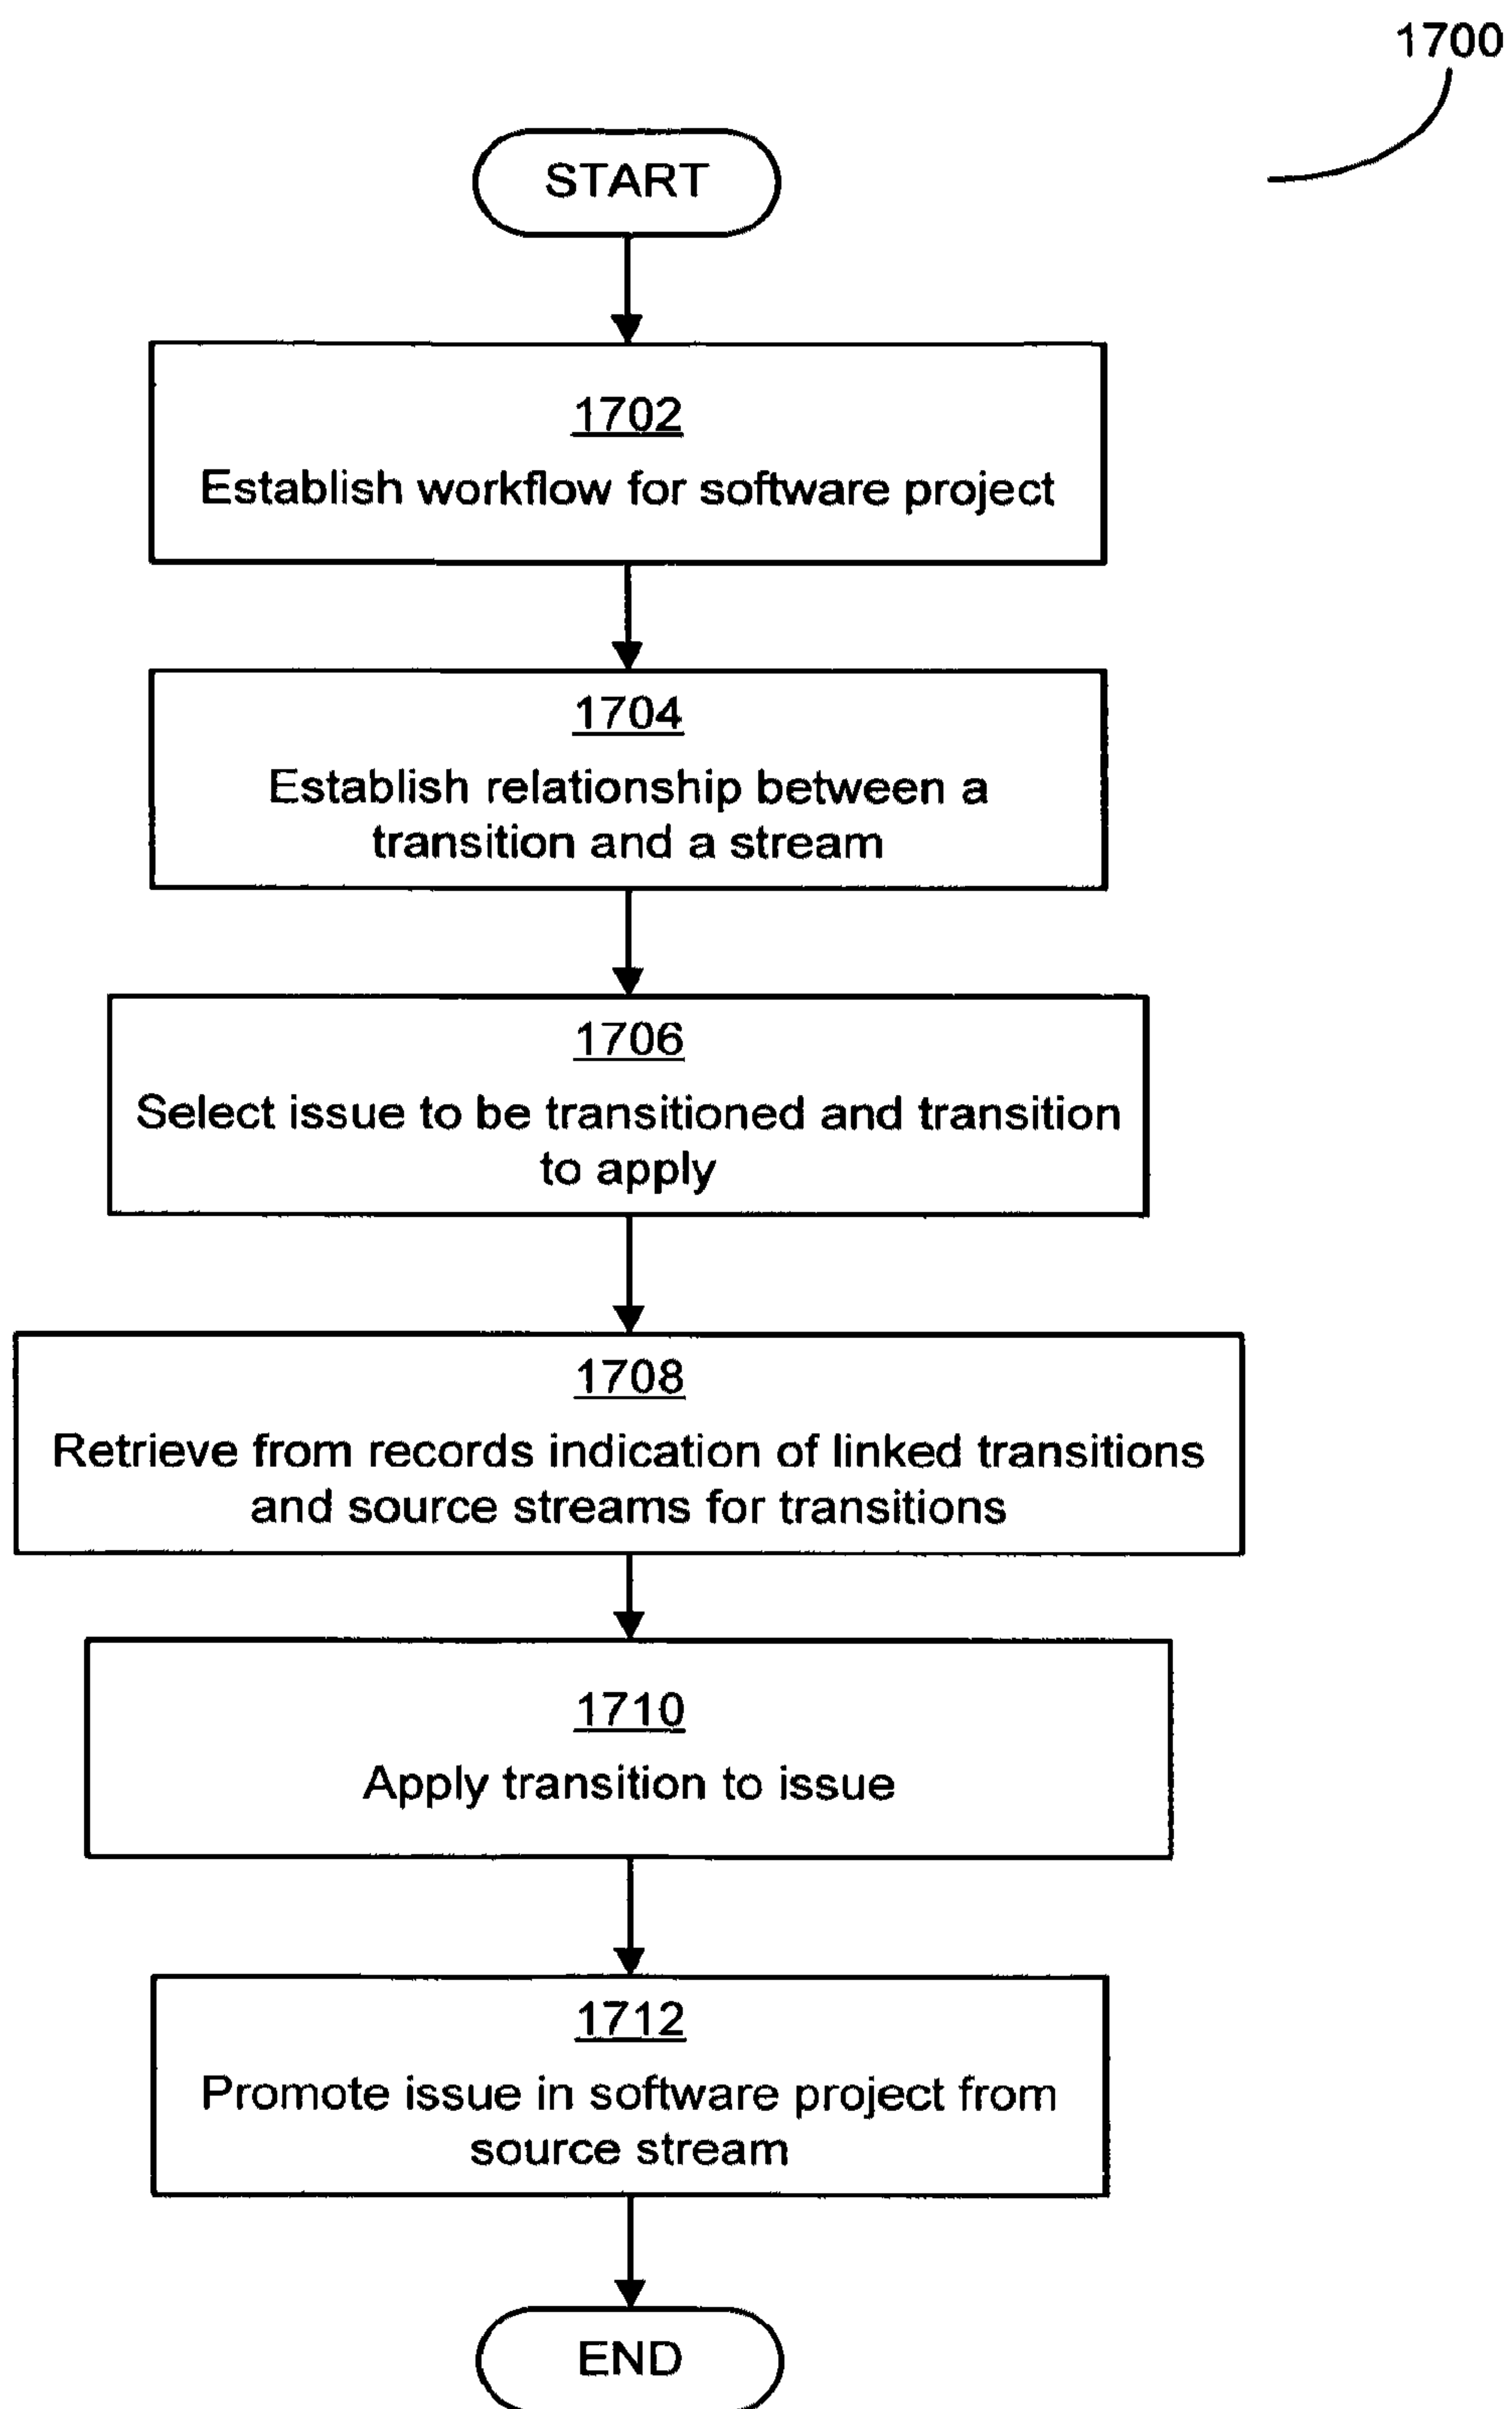 1700
START
1702
Establish workflow for software project
1704
Establish relationship between a
transition and a stream
1706
Select issue to be transitioned and transition
to apply
1708
Retrieve from records indication of linked transitions
and source streams for transitions
1710
Apply transition to issue
1712
Promote issue in software project from
source stream
END